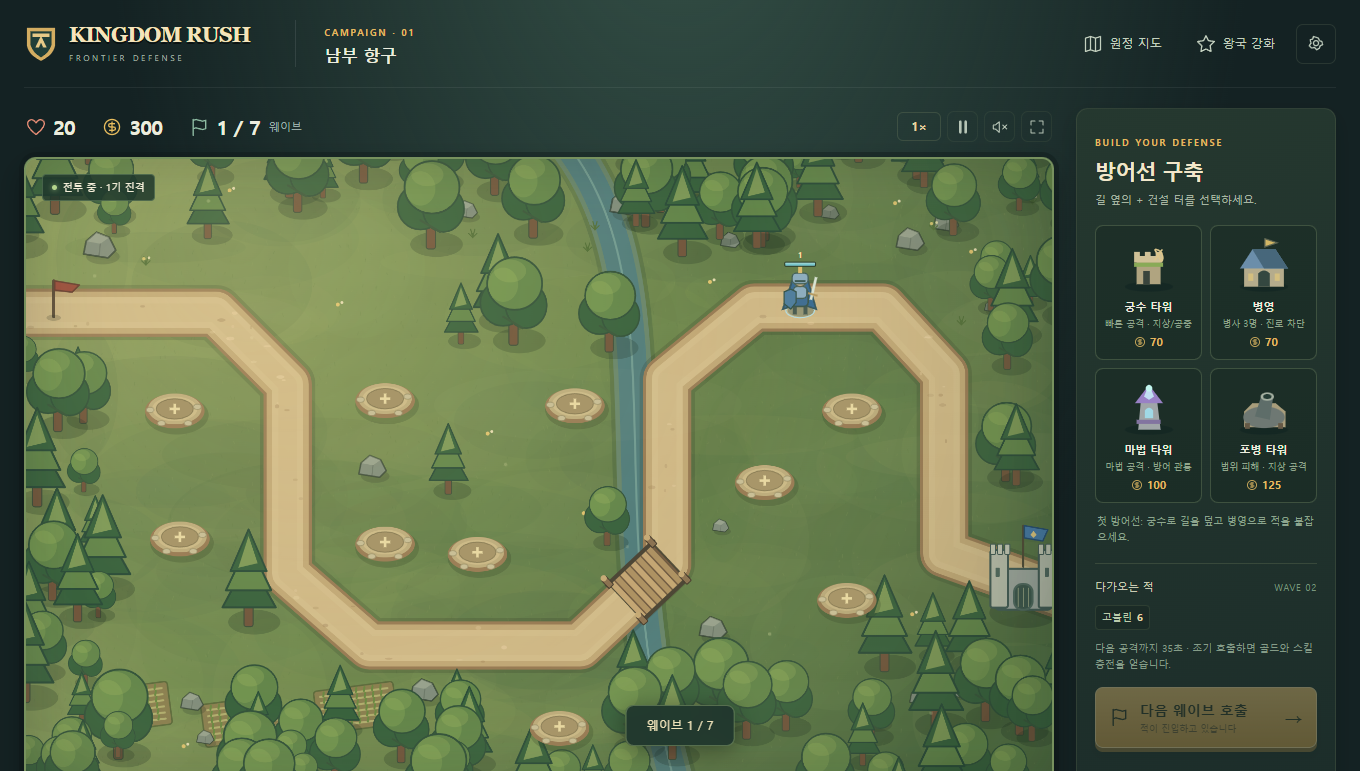 KINGDOM RUSH
FRONTIER DEFENSE
CAMPAIGN · 01
남부 항구
원정 지도
왕국 강화
20
300
1 / 7 웨이브
1×
전투 중 · 1기 진격
1
웨이브 1 / 7
BUILD YOUR DEFENSE
방어선 구축
길 옆의 + 건설 터를 선택하세요.
궁수 타워
빠른 공격 · 지상/공중
70
병영
병사 3명 · 진로 차단
70
마법 타워
마법 공격 · 방어 관통
100
포병 타워
범위 피해 · 지상 공격
125
첫 방어선: 궁수로 길을 덮고 병영으로 적을 붙잡
으세요.
다가오는 적
WAVE 02
고블린 6
다음 공격까지 35초 · 조기 호출하면 골드와 스킬
충전을 얻습니다.
다음 웨이브 호출
적이 진입하고 있습니다